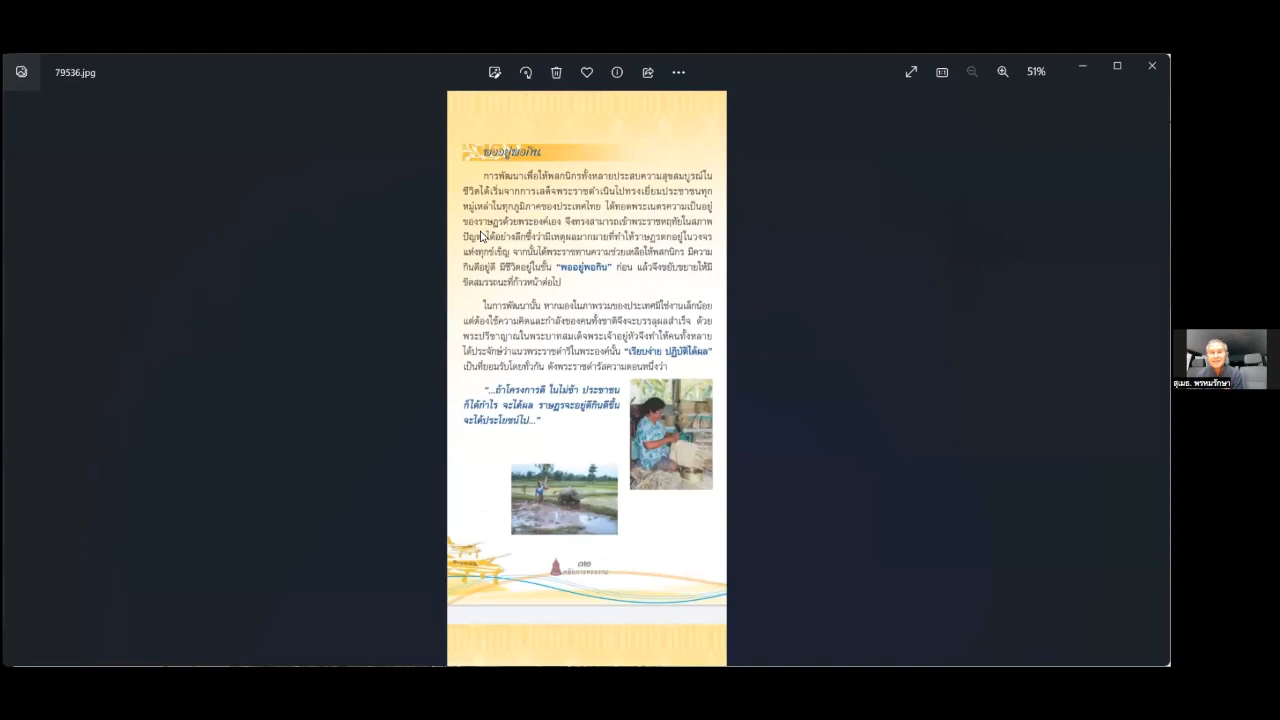 79536.jpg
51%
พออยู่พอกิน
การพัฒนาเพื่อให้พสกนิกรทั้งหลายประสบความสุขสมบูรณ์ใน
ชีวิตได้เริ่มจากการเสด็จพระราชดำเนินไปทรงเยี่ยมประชาชนทุก
หมู่เหล่าในทุกภูมิภาคของประเทศไทย ได้ทอดพระเนตรความเป็นอยู่
ของราษฎรด้วยพระองค์เอง จึงทรงสามารถเข้าพระราชหฤทัยในสภาพ
ปัญหาได้อย่างลึกซึ้งว่ามีเหตุผลมากมายที่ทำให้ราษฎรตกอยู่ในวงจร
แห่งทุกข์เข็ญ จากนั้นได้พระราชทานความช่วยเหลือให้พสกนิกร มีความ
กินดีอยู่ดี มีชีวิตอยู่ในขั้น “พออยู่พอกิน” ก่อน แล้วจึงขยับขยายให้มี
ขีดสมรรถนะที่ก้าวหน้าต่อไป
ในการพัฒนานั้น หากมองในภาพรวมของประเทศมิใช่งานเล็กน้อย
แต่ต้องใช้ความคิดและกำลังของคนทั้งชาติจึงจะบรรลุผลสำเร็จ ด้วย
พระปรีชาญาณในพระบาทสมเด็จพระเจ้าอยู่หัวจึงทำให้คนทั้งหลาย
ได้ประจักษ์ว่าแนวพระราชดำริในพระองค์นั้น “เรียบง่าย ปฏิบัติได้ผล”
เป็นที่ยอมรับโดยทั่วกัน ดังพระราชดำรัสความตอนหนึ่งว่า
“...ถ้าโครงการดี ในไม่ช้า ประชาชน
ก็ได้กำไร จะได้ผล ราษฎรจะอยู่ดีกินดีขึ้น
จะได้ประโยชน์ไป...”
หลักการทรงงาน
สุเมธ. พรหมรักษา